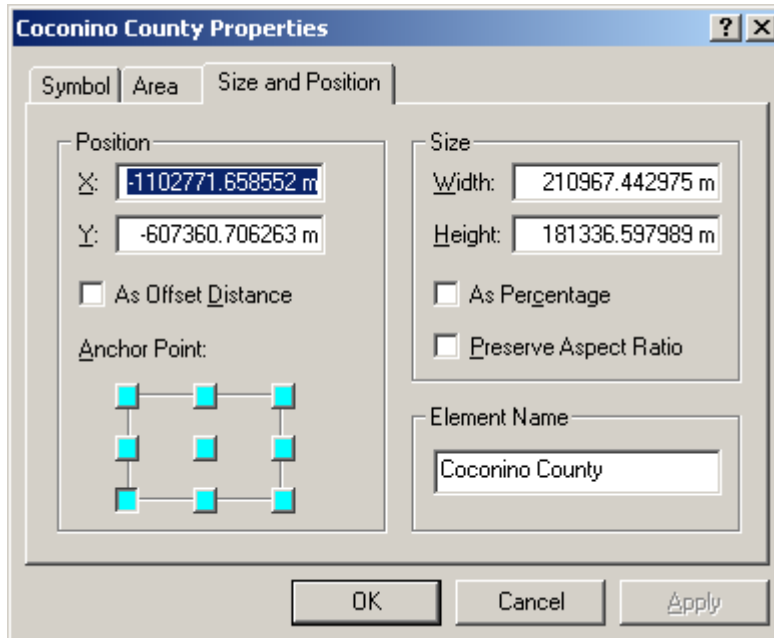 Coconino County Properties
Symbol Area Size and Position
Position
X: -1102771.658552 m
Y: -607360.706263 m
As Offset Distance
Anchor Point:
Size
Width: 210967.442975 m
Height: 181336.597989 m
As Percentage
Preserve Aspect Ratio
Element Name
Coconino County
OK Cancel Apply